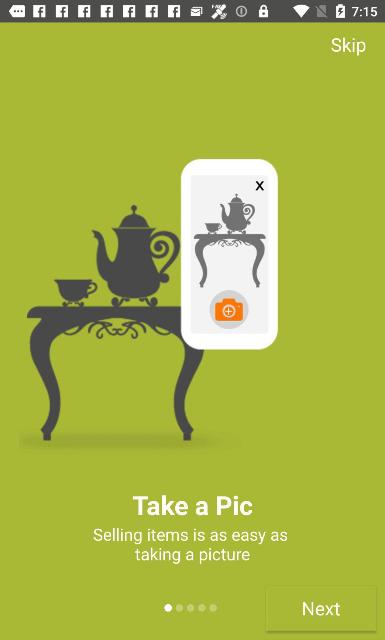 7:15
Skip
X
Take a Pic
Selling items is as easy as
taking a picture
Next